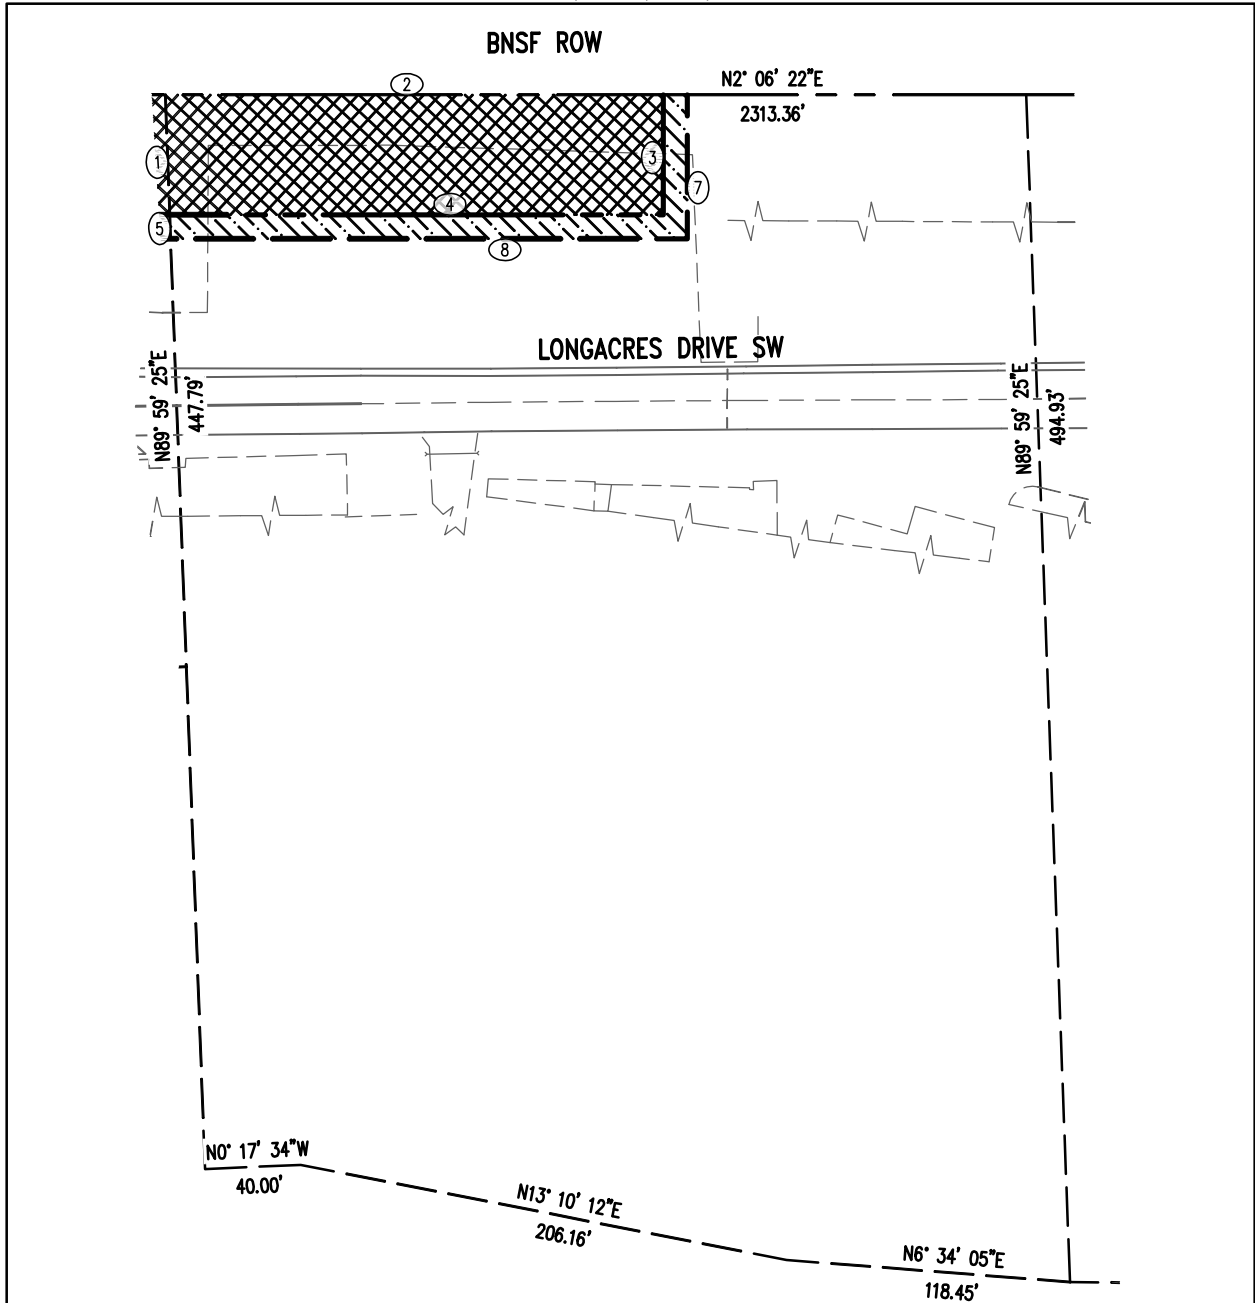 BNSF ROW
2
N2° 06' 22"E
2313.36'
1
3
7
4
5
8
LONGACRES DRIVE SW
N89° 59' 25"E
447.79'
N89° 59' 25"E
494.93'
N0° 17' 34"W
40.00'
N13° 10' 12"E
206.16'
N6° 34' 05"E
118.45'